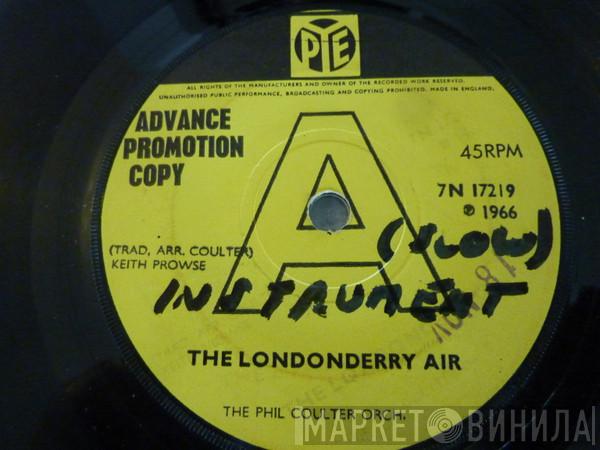 PYE
ALL RIGHTS OF THE MANUFACTURERS AND OWNER OF THE RECORDED WORK RESERVED.
UNAUTHORISED PUBLIC PERFORMANCE, BROADCASTING AND COPYING PROHIBITED. MADE IN ENGLAND.
ADVANCE
PROMOTION
COPY
A
45RPM
7N 17219
℗ 1966
(TRAD, ARR. COULTER)
KEITH PROWSE
(SLOW)
INSTRUMENT
THE LONDONDERRY AIR
THE PHIL COULTER ORCH.
МАРКЕТ ВИНИЛА